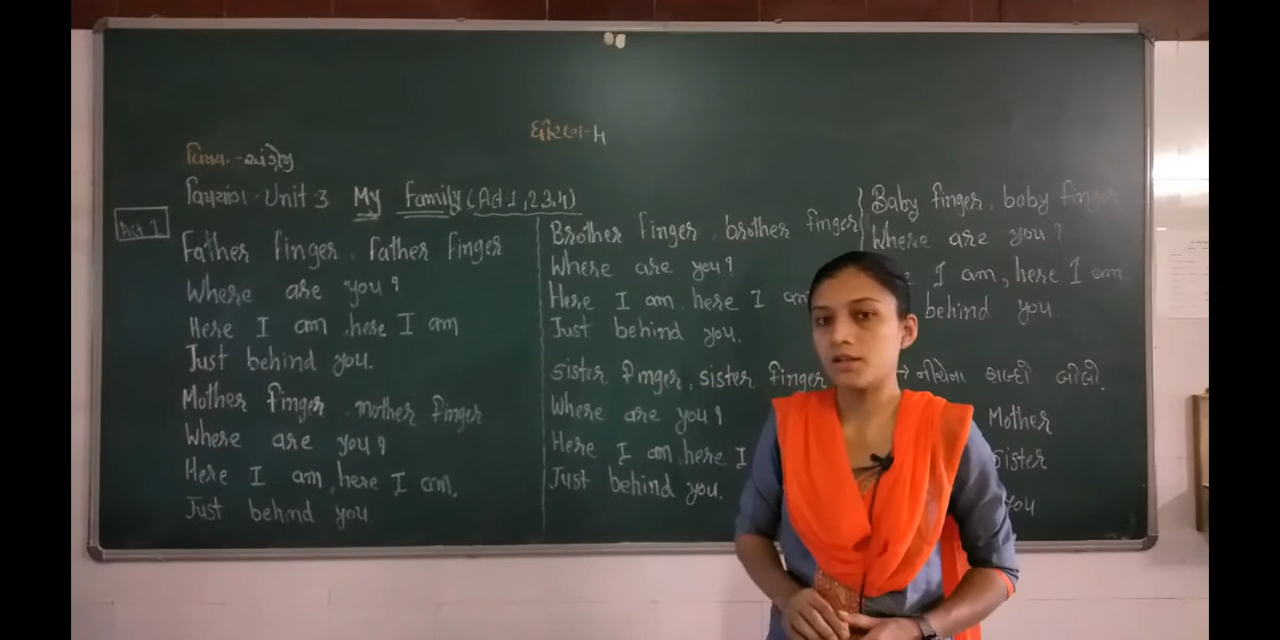 ધોરણ-૫
વિષય - અંગ્રેજી
વિષયાંગ - Unit 3 My Family (Act 1, 2 3, 4)
Act 1
Father finger, father finger
Where are you?
Here I am, here I am
Just behind you.
Mother finger, mother finger
Where are you?
Here I am, here I am.
Just behind you
Brother finger, brother finger
Where are you?
Here I am, here I am
Just behind you.
Sister finger, sister finger
Where are you?
Here I am, here I
Just behind you.
Baby finger, baby finger
Where are you?
I am, here I am
behind you
→ નીચેના શબ્દો બોલો.
Mother
Sister
you